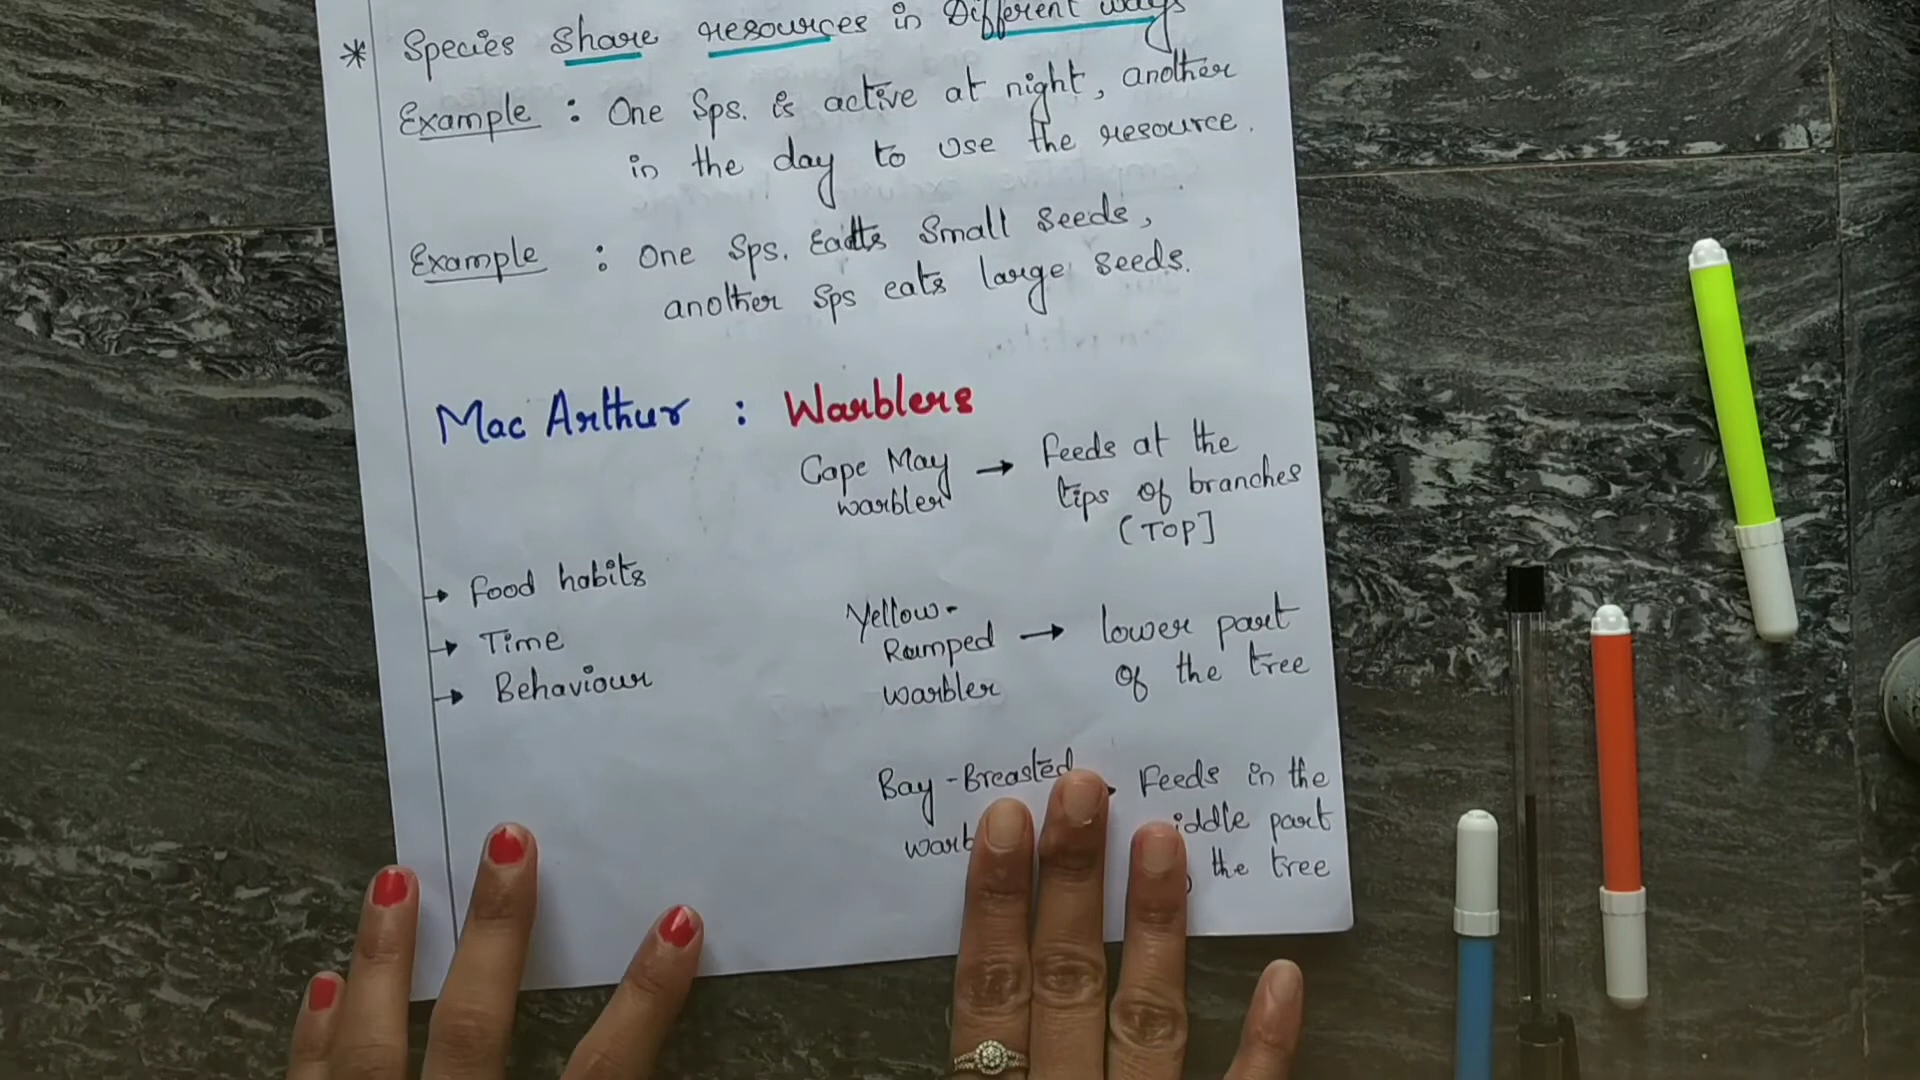 * Species share resources in Different ways
Example : One Sps. is active at night, another
in the day to use the resource.
Example : One Sps. Eats small seeds,
another Sps eats large seeds.
Mac Arthur : Warblers
Cape May warbler → Feeds at the tips of branches [TOP]
→ Food habits
→ Time
→ Behaviour
Yellow-Rumped warbler → lower part of the tree
Bay-Breasted Feeds in the
part
the tree